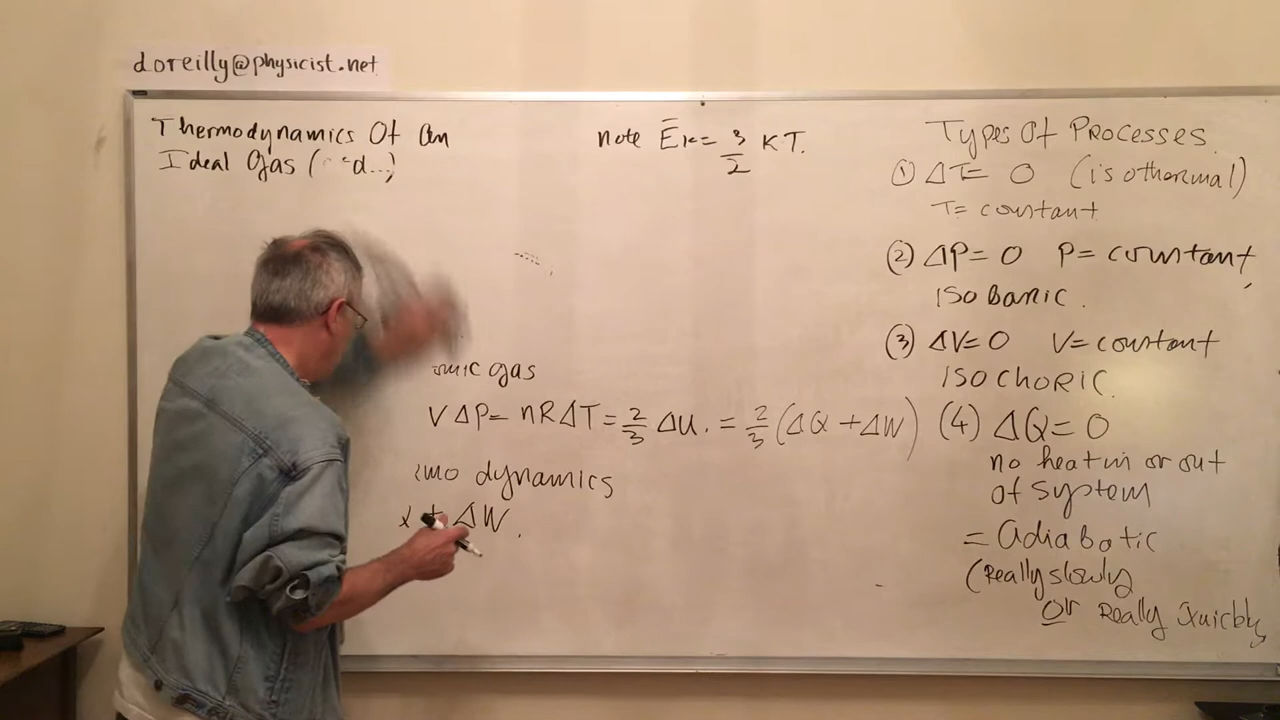 doreilly@physicist.net
Thermodynamics Of an
Ideal Gas (
note Ēk = 3/2 KT.
gas
V ΔP = nRΔT = 2/3 ΔU. = 2/3 (ΔQ + ΔW)
dynamics
+ ΔW.
Types Of Processes
① ΔT = 0 (isothermal)
T = constant
(2) ΔP = 0 P = constant,
ISOBARIC.
(3) ΔV = 0 V = constant
ISOCHORIC
(4) ΔQ = 0
no heat in or out
of system
= Adiabatic
(Really slowly
or Really Quickly